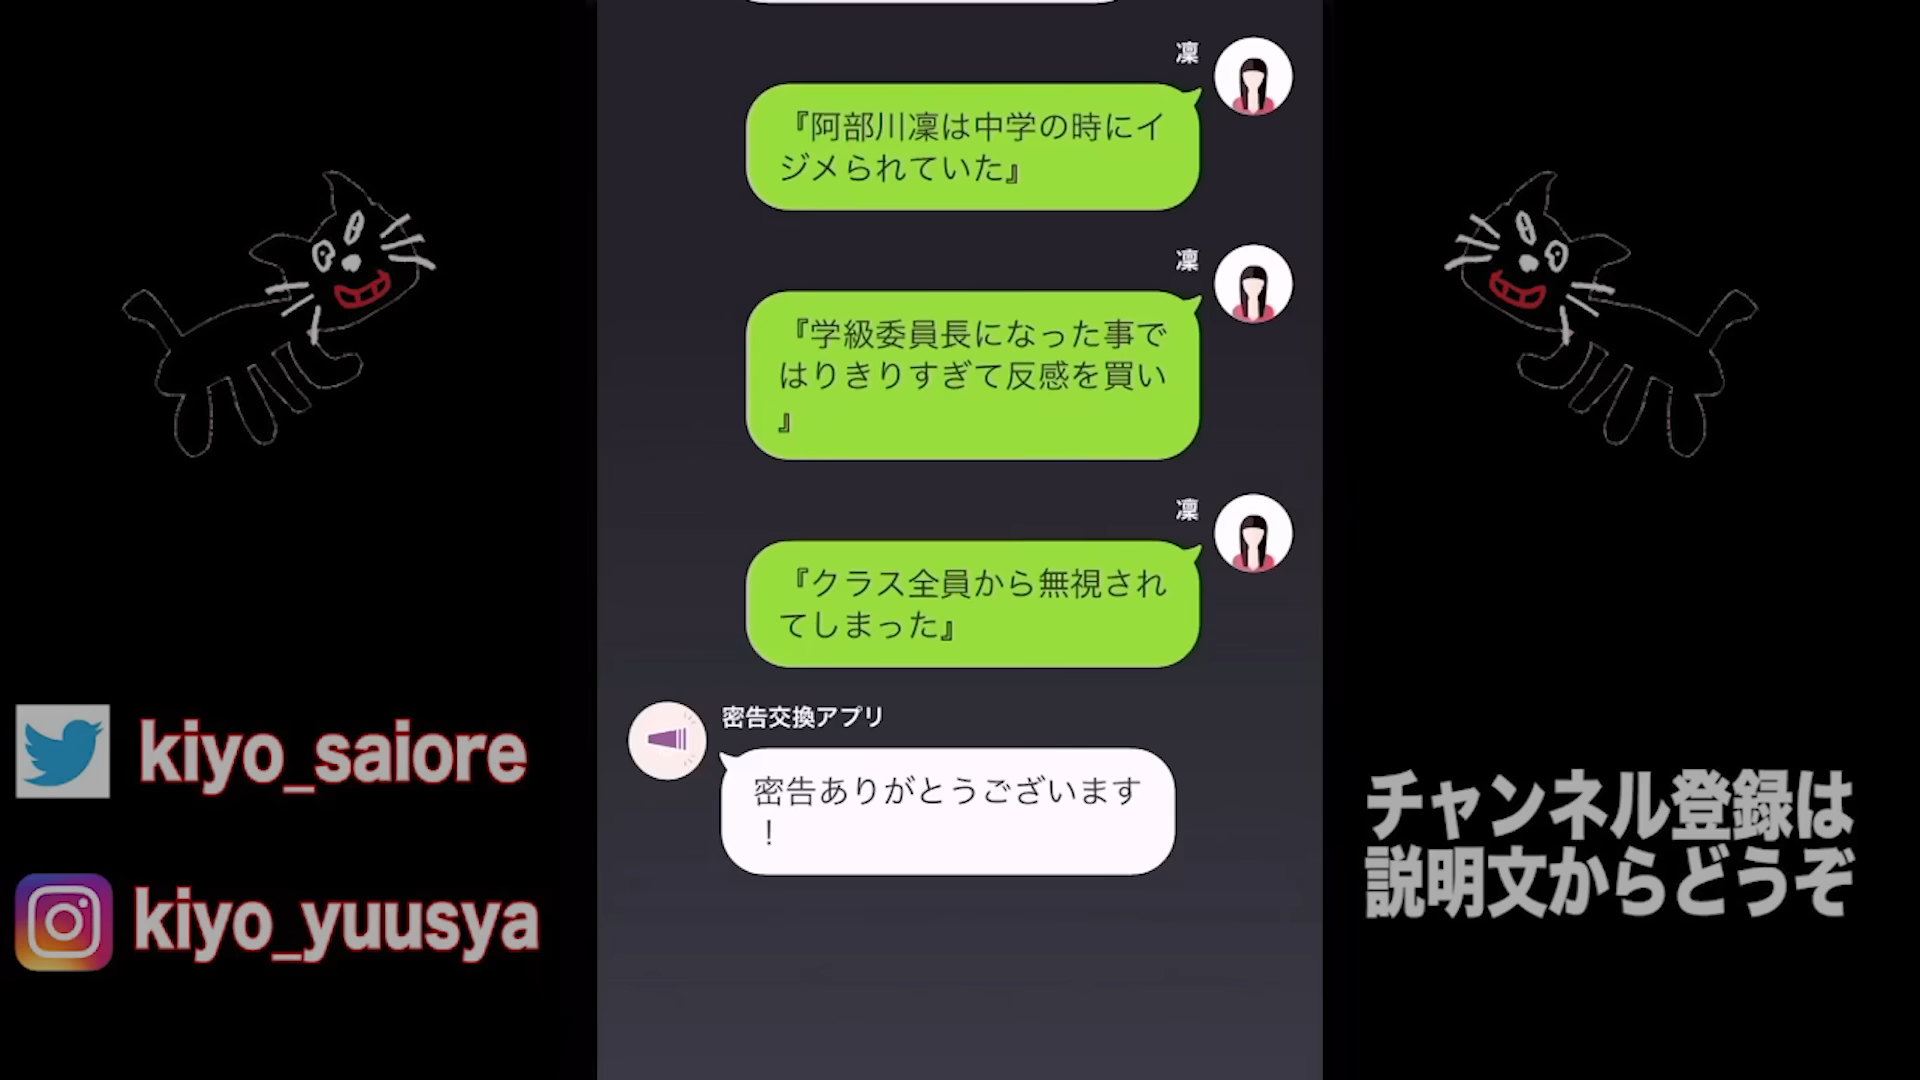 凛
『阿部川凛は中学の時にイ
ジメられていた』
凛
『学級委員長になった事で
はりきりすぎて反感を買い
』
凛
『クラス全員から無視され
てしまった』
密告交換アプリ
密告ありがとうございます
！
kiyo_saiore
kiyo_yuusya
チャンネル登録は
説明文からどうぞ